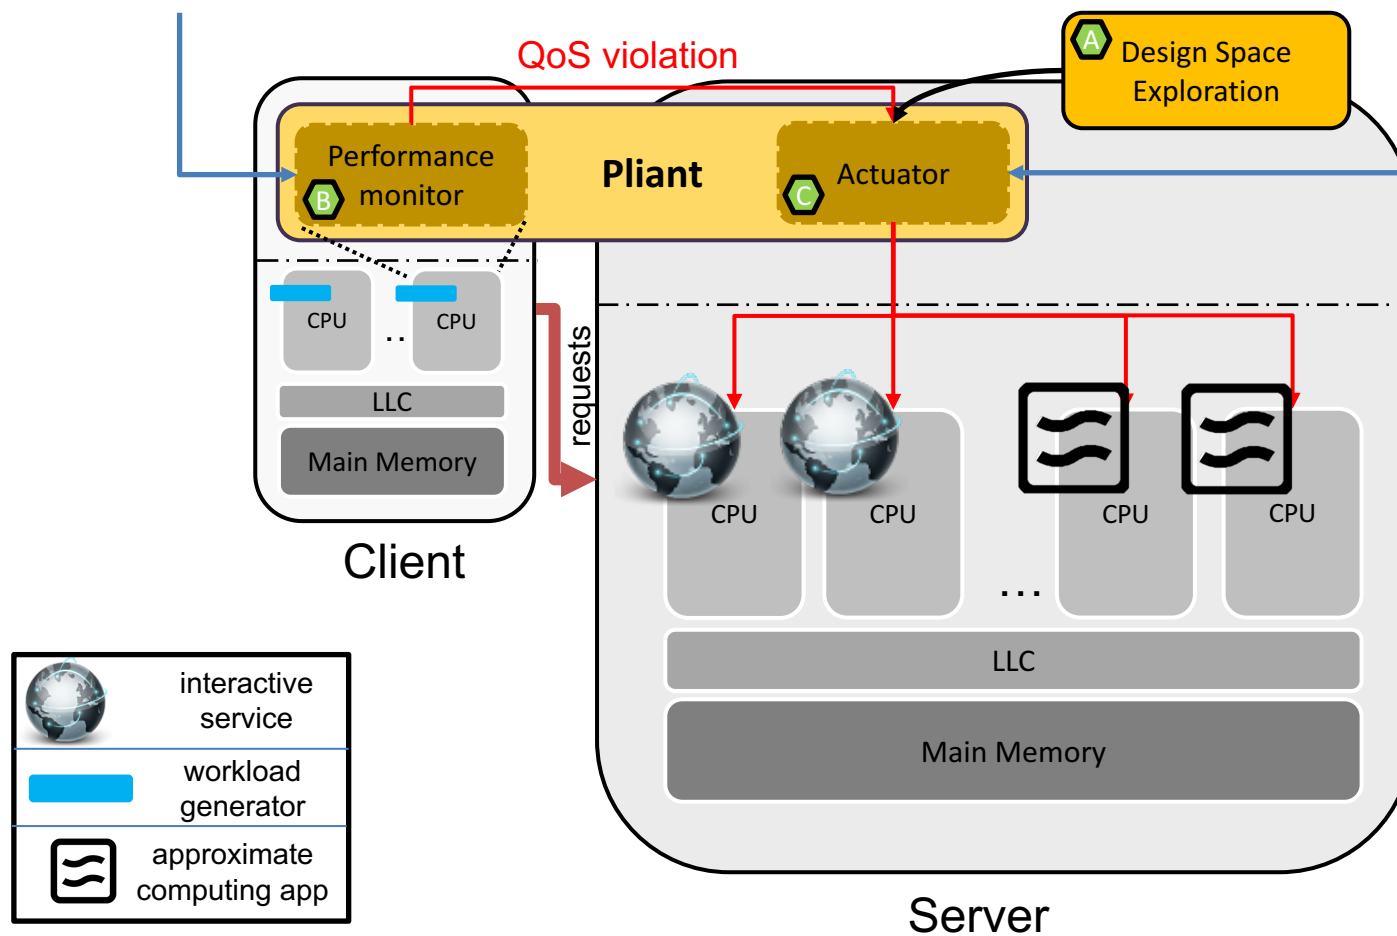 QoS violation
A
Design Space
Exploration
Performance
monitor
B
Pliant
Actuator
C
CPU
..
CPU
LLC
Main Memory
requests
Client
CPU
CPU
...
CPU
CPU
LLC
Main Memory
Server
interactive
service
workload
generator
approximate
computing app